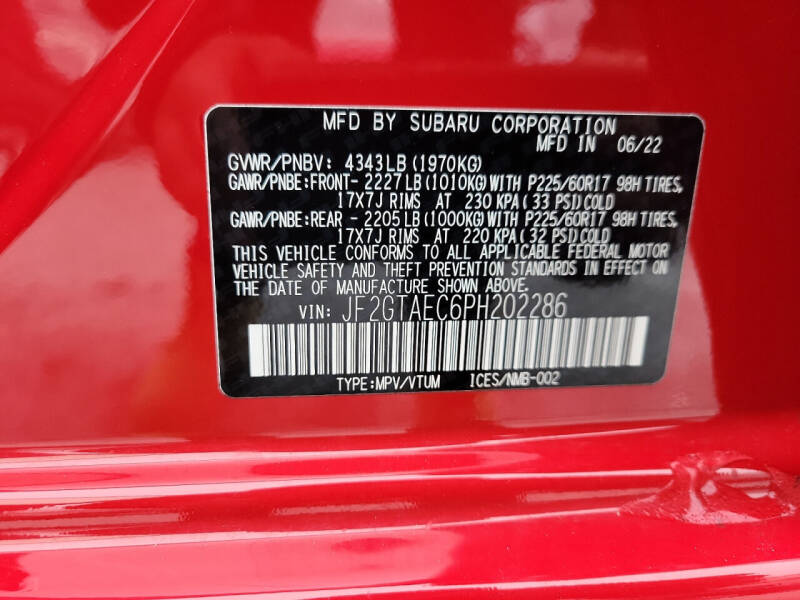 MFD BY SUBARU CORPORATION
MFD IN 06/22
GVWR/PNBV: 4343LB (1970KG)
GAWR/PNBE:FRONT-2227LB(1010KG)WITH P225/60R17 98H TIRES,
17X7J RIMS AT 230 KPA(33 PSI)COLD
GAWR/PNBE:REAR -2205LB(1000KG)WITH P225/60R17 98H TIRES,
17X7J RIMS AT 220 KPA(32 PSI)COLD
THIS VEHICLE CONFORMS TO ALL APPLICABLE FEDERAL MOTOR
VEHICLE SAFETY AND THEFT PREVENTION STANDARDS IN EFFECT ON
THE DATE OF MANUFACTURE SHOWN ABOVE.
VIN: JF2GTAEC6PH202286
TYPE:MPV/VTUM ICES/NMB-002